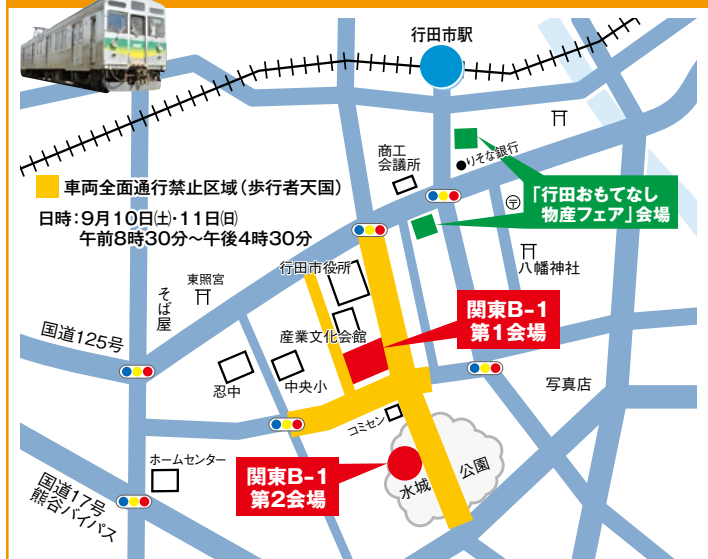 行田市駅
商工
会議所
●りそな銀行
「行田おもてなし
物産フェア」会場
車両全面通行禁止区域(歩行者天国)
日時:9月10日㈯・11日㈰
午前8時30分~午後4時30分
〒
八幡神社
行田市役所
東照宮
そば屋
産業文化会館
関東B-1
第1会場
国道125号
忍中
中央小
写真店
コミセン
ホームセンター
関東B-1
第2会場
水城公園
国道17号
熊谷バイパス